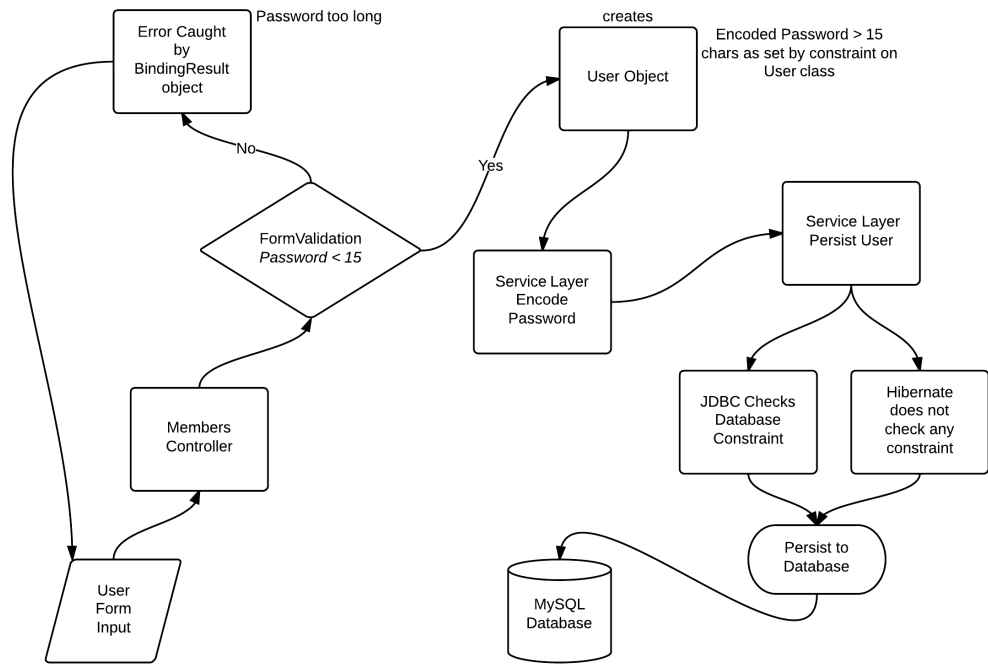 Password too long
creates
Error Caught
by
BindingResult
object
Encoded Password > 15
chars as set by constraint on
User class
User Object
No
Yes
FormValidation
Password < 15
Service Layer
Persist User
Service Layer
Encode
Password
Members
Controller
JDBC Checks
Database
Constraint
Hibernate
does not
check any
constraint
Persist to
Database
User
Form
Input
MySQL
Database